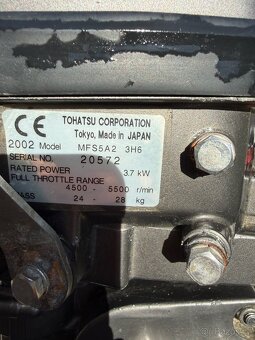 CE
TOHATSU CORPORATION
Tokyo, Made in JAPAN
2002 Model MFS5A2 3H6
SERIAL NO. 20572
RATED POWER 3.7 kW
FULL THROTTLE RANGE
4500 - 5500 r/min
24 - 28 kg